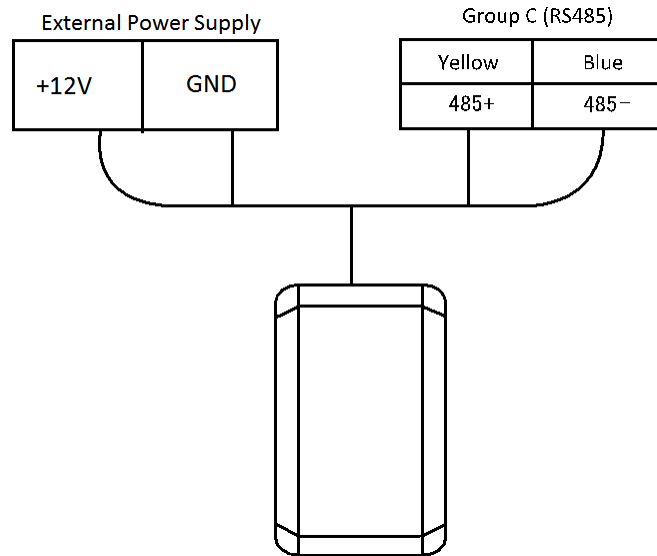 External Power Supply
+12V GND
Group C (RS485)
Yellow Blue
485+ 485−